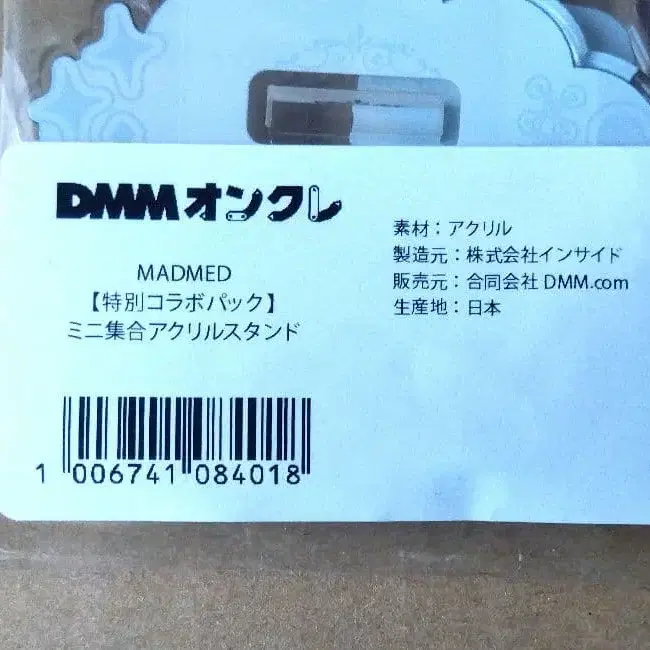 DMMオンクレ
MADMED
【特別コラボパック】
ミニ集合アクリルスタンド
素材：アクリル
製造元：株式会社インサイド
販売元：合同会社 DMM.com
生産地：日本
1 006741 084018